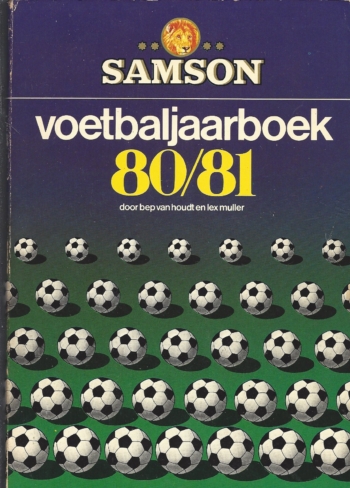 SAMSON
voetbaljaarboek
80/81
door bep van houdt en lex muller